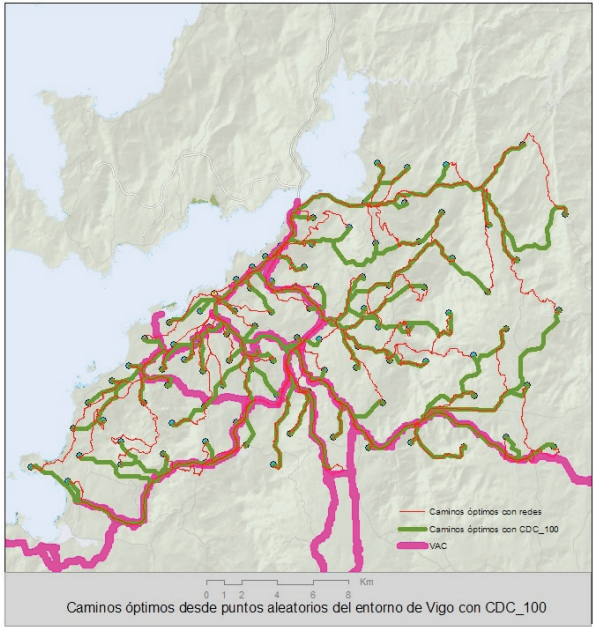 Caminos óptimos con redes
Caminos óptimos con CDC_100
VAC
Km
0 1 2 4 6 8
Caminos óptimos desde puntos aleatorios del entorno de Vigo con CDC_100